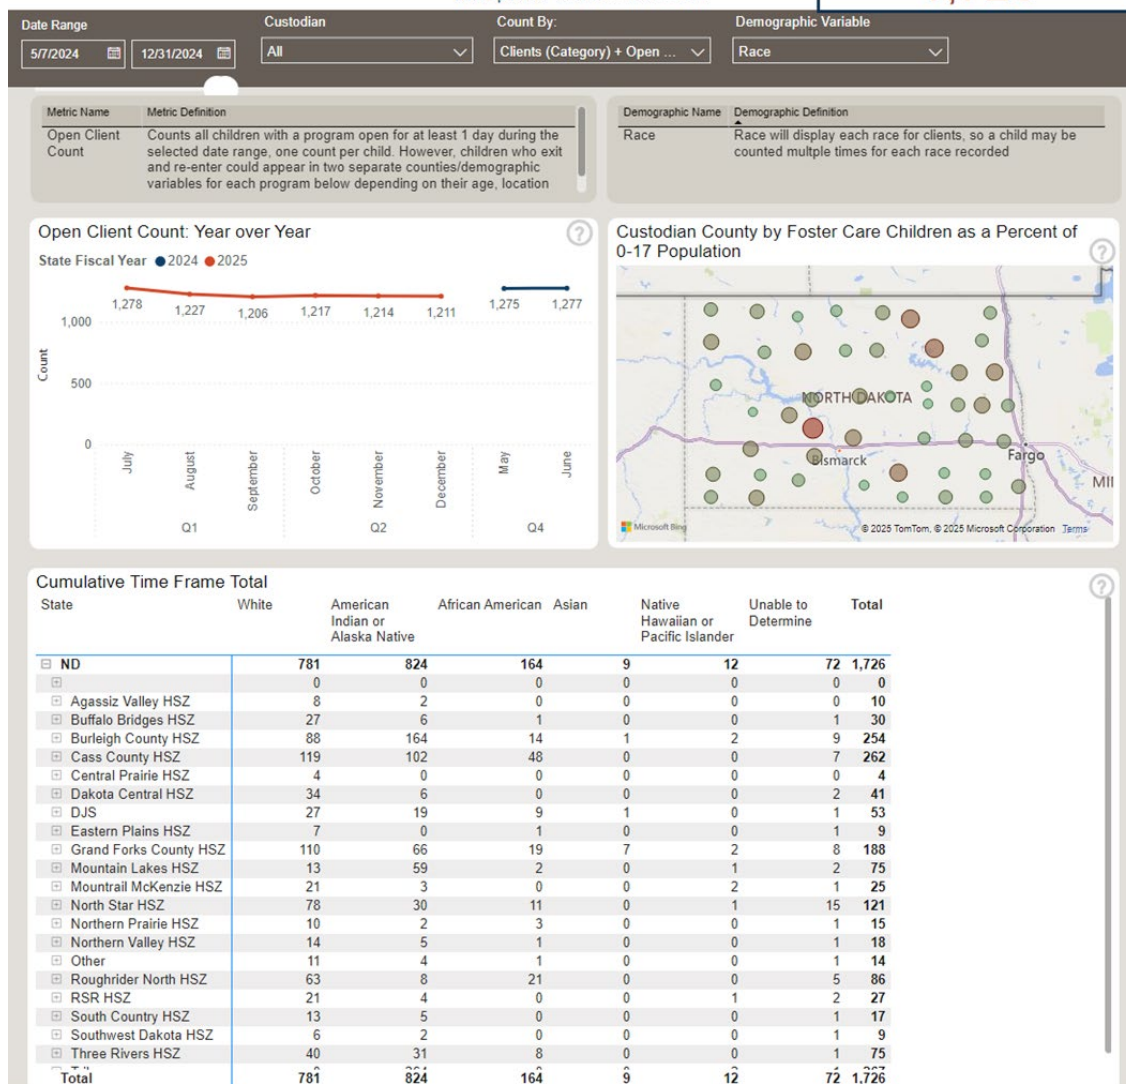 Date Range
Custodian
Count By:
Demographic Variable
5/7/2024
12/31/2024
All
Clients (Category) + Open ...
Race
Metric Name Metric Definition
Open Client Count
Counts all children with a program open for at least 1 day during the
selected date range, one count per child. However, children who exit
and re-enter could appear in two separate counties/demographic
variables for each program below depending on their age, location
Demographic Name Demographic Definition
Race
Race will display each race for clients, so a child may be
counted multple times for each race recorded
Open Client Count: Year over Year
?
State Fiscal Year 2024 2025
1,278 1,227 1,206 1,217 1,214 1,211 1,275 1,277
1,000
500
0
Count
July August September October November December May June
Q1 Q2 Q4
Custodian County by Foster Care Children as a Percent of
0-17 Population
?
NORTH DAKOTA
Bismarck
Fargo
MII
Microsoft Bing
© 2025 TomTom, © 2025 Microsoft Corporation Terms
Cumulative Time Frame Total
?
State White American Indian or Alaska Native African American Asian Native Hawaiian or Pacific Islander Unable to Determine Total
ND 781 824 164 9 12 72 1,726
0 0 0 0 0 0 0
Agassiz Valley HSZ 8 2 0 0 0 0 10
Buffalo Bridges HSZ 27 6 1 0 0 1 30
Burleigh County HSZ 88 164 14 1 2 9 254
Cass County HSZ 119 102 48 0 0 7 262
Central Prairie HSZ 4 0 0 0 0 0 4
Dakota Central HSZ 34 6 0 0 0 2 41
DJS 27 19 9 1 0 1 53
Eastern Plains HSZ 7 0 1 0 0 1 9
Grand Forks County HSZ 110 66 19 7 2 8 188
Mountain Lakes HSZ 13 59 2 0 1 2 75
Mountrail McKenzie HSZ 21 3 0 0 2 1 25
North Star HSZ 78 30 11 0 1 15 121
Northern Prairie HSZ 10 2 3 0 0 1 15
Northern Valley HSZ 14 5 1 0 0 1 18
Other 11 4 1 0 0 1 14
Roughrider North HSZ 63 8 21 0 0 5 86
RSR HSZ 21 4 0 0 1 2 27
South Country HSZ 13 5 0 0 0 1 17
Southwest Dakota HSZ 6 2 0 0 0 1 9
Three Rivers HSZ 40 31 8 0 0 1 75
Total 781 824 164 9 12 72 1,726